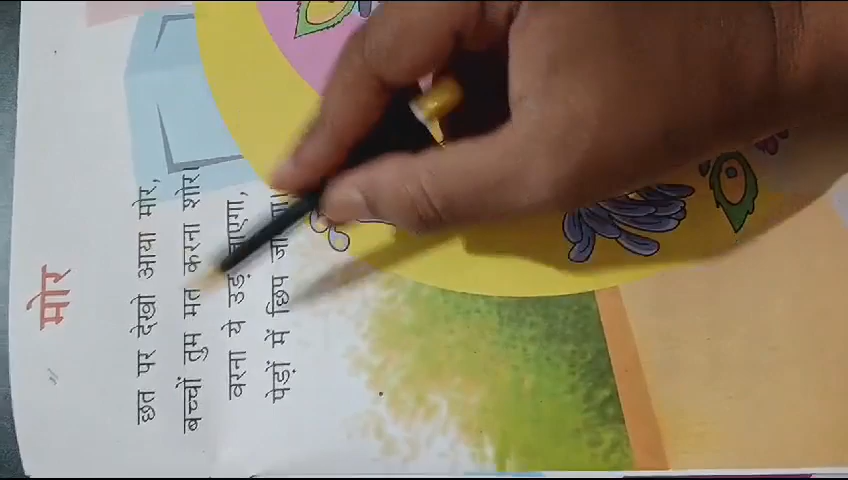 मोर
छत पर देखो आया मोर,
बच्चों तुम मत करना शोर।
वरना ये उड़ जाएगा,
पेड़ों में छिप